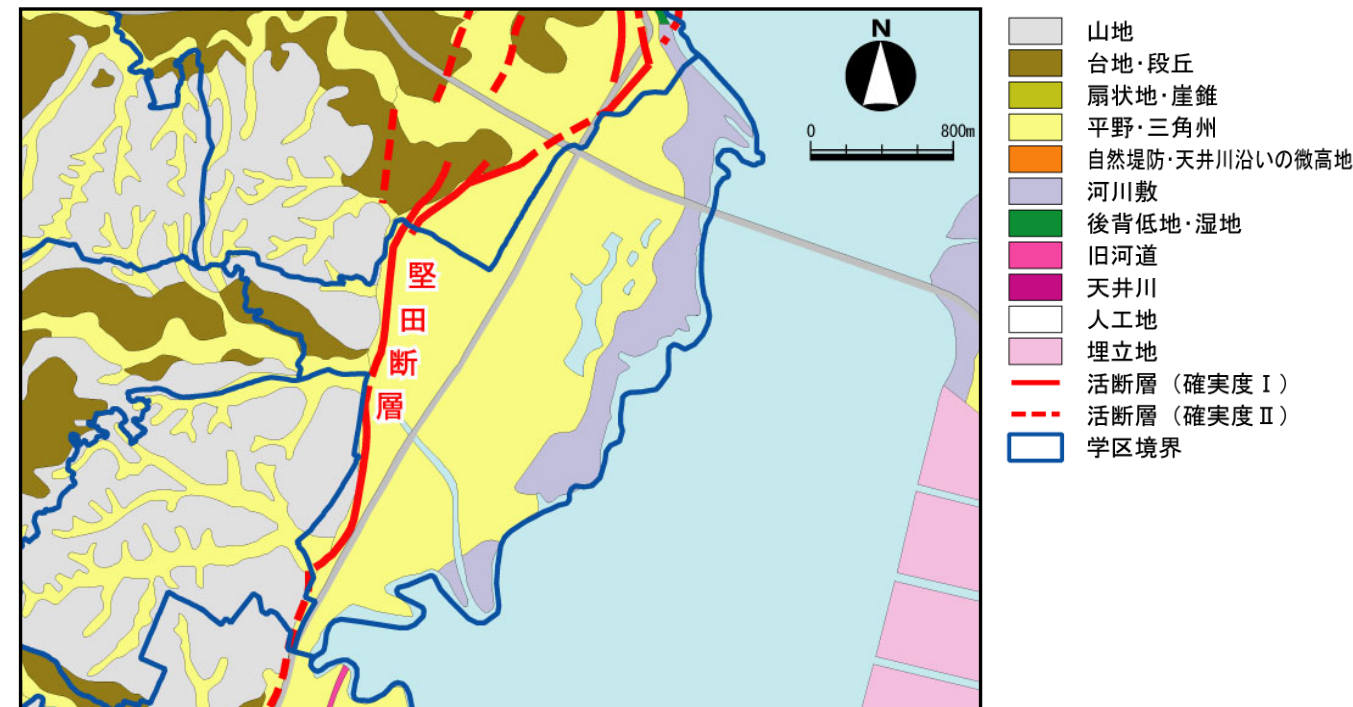 N
0 800m
堅
田
断
層
山地
台地・段丘
扇状地・崖錐
平野・三角州
自然堤防・天井川沿いの微高地
河川敷
後背低地・湿地
旧河道
天井川
人工地
埋立地
活断層（確実度Ⅰ）
活断層（確実度Ⅱ）
学区境界